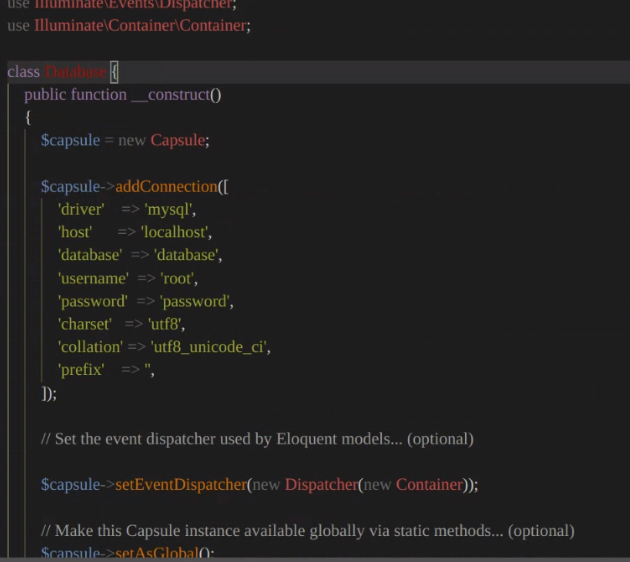 use Illuminate\Events\Dispatcher;
use Illuminate\Container\Container;
class Database {
public function __construct()
{
$capsule = new Capsule;
$capsule->addConnection([
'driver' => 'mysql',
'host' => 'localhost',
'database' => 'database',
'username' => 'root',
'password' => 'password',
'charset' => 'utf8',
'collation' => 'utf8_unicode_ci',
'prefix' => '',
]);
// Set the event dispatcher used by Eloquent models... (optional)
$capsule->setEventDispatcher(new Dispatcher(new Container));
// Make this Capsule instance available globally via static methods... (optional)
$capsule->setAsGlobal();